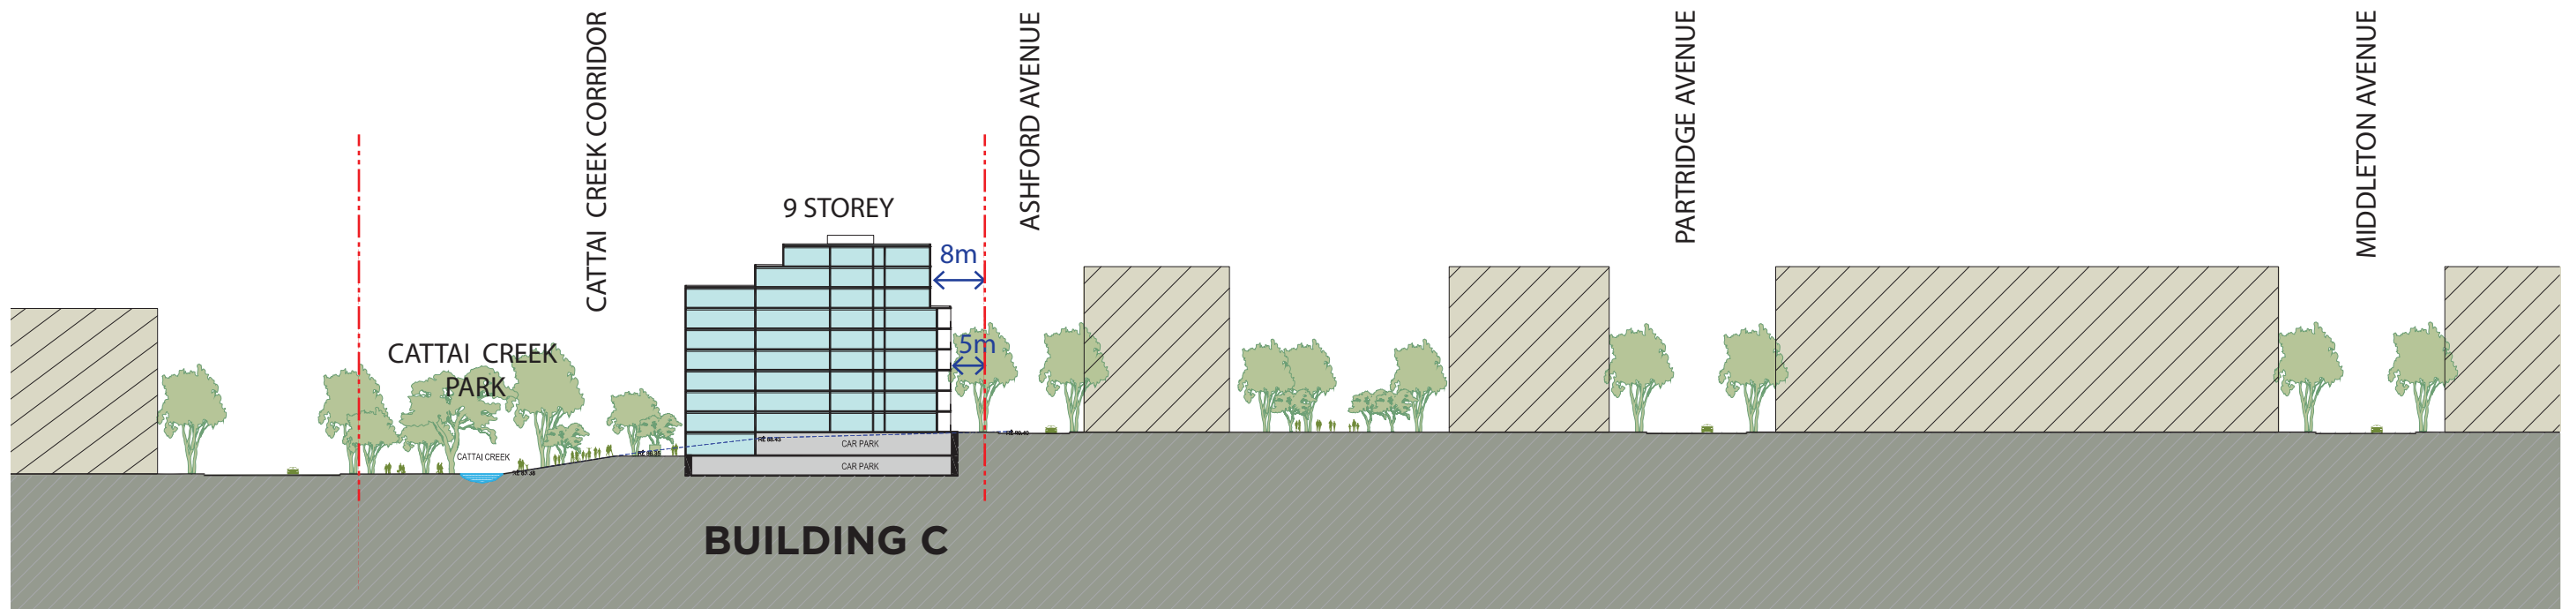 CATTAI CREEK CORRIDOR
ASHFORD AVENUE
PARTRIDGE AVENUE
MIDDLETON AVENUE
9 STOREY
8m
5m
CATTAI CREEK
PARK
CATTAI CREEK
CAR PARK
CAR PARK
BUILDING C